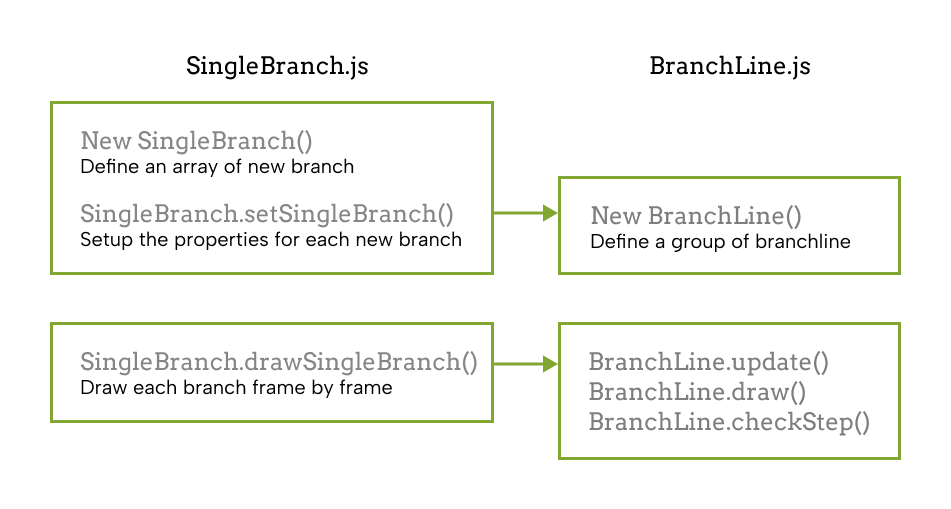 SingleBranch.js
BranchLine.js
New SingleBranch()
Define an array of new branch
SingleBranch.setSingleBranch()
Setup the properties for each new branch
New BranchLine()
Define a group of branchline
SingleBranch.drawSingleBranch()
Draw each branch frame by frame
BranchLine.update()
BranchLine.draw()
BranchLine.checkStep()